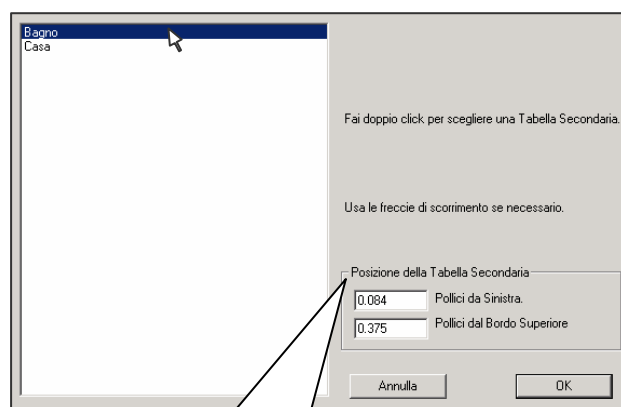 Bagno
Casa
Fai doppio click per scegliere una Tabella Secondaria.
Usa le freccie di scorrimento se necessario.
Posizione della Tabella Secondaria
0.084 Pollici da Sinistra.
0.375 Pollici dal Bordo Superiore
Annulla OK